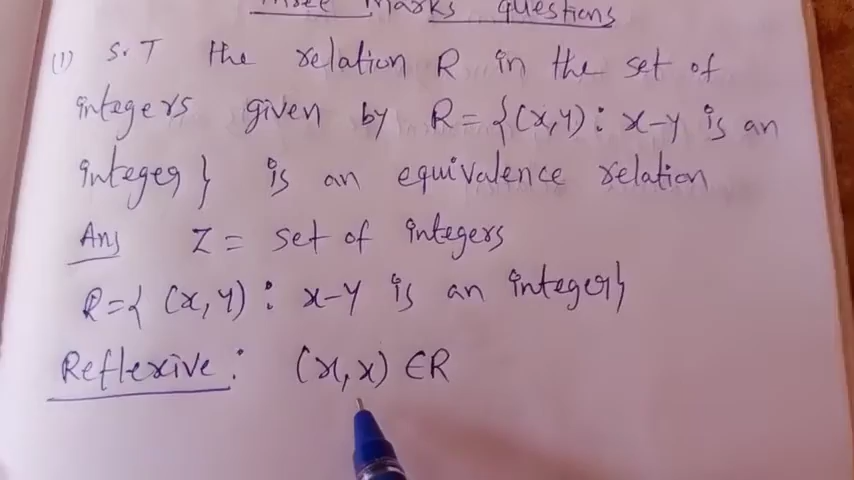 Three Marks Questions
(1) S.T the relation R in the set of
integers given by R={(x,y): x-y is an
integer} is an equivalence relation
Ans Z = set of integers
R={ (x,y): x-y is an integer}
Reflexive: (x,x) ∈R